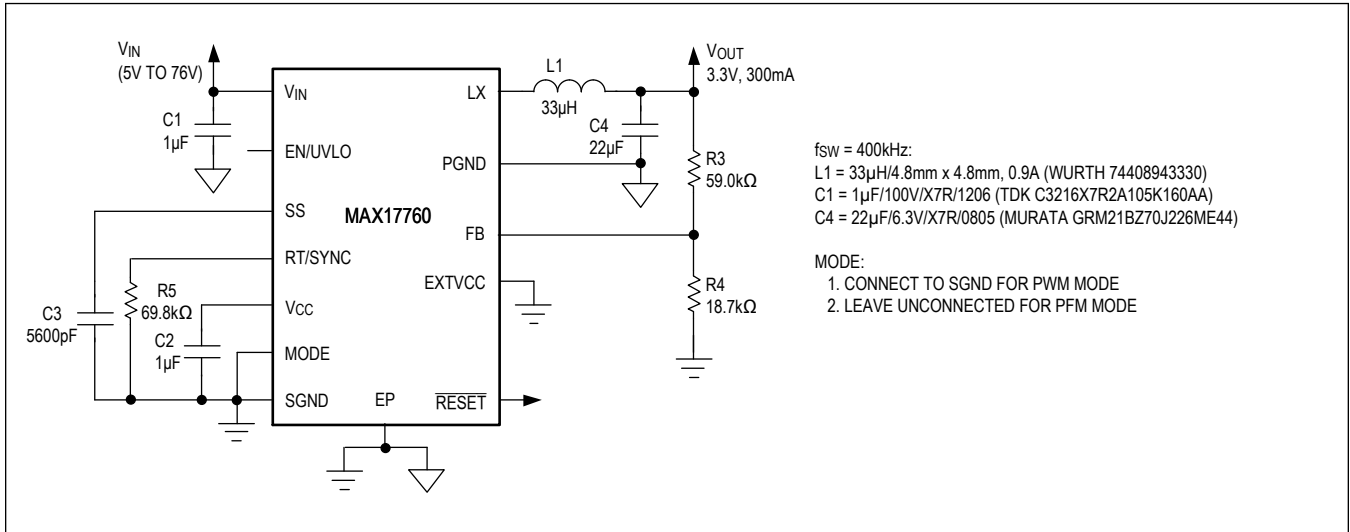 VIN
(5V TO 76V)
C1
1µF
VIN
EN/UVLO
SS
RT/SYNC
VCC
MODE
SGND
C3
5600pF
R5
69.8kΩ
C2
1µF
MAX17760
EP
LX
PGND
FB
EXTVCC
RESET
L1
33µH
C4
22µF
VOUT
3.3V, 300mA
R3
59.0kΩ
R4
18.7kΩ
fSW = 400kHz:
L1 = 33µH/4.8mm x 4.8mm, 0.9A (WURTH 74408943330)
C1 = 1µF/100V/X7R/1206 (TDK C3216X7R2A105K160AA)
C4 = 22µF/6.3V/X7R/0805 (MURATA GRM21BZ70J226ME44)
MODE:
1. CONNECT TO SGND FOR PWM MODE
2. LEAVE UNCONNECTED FOR PFM MODE